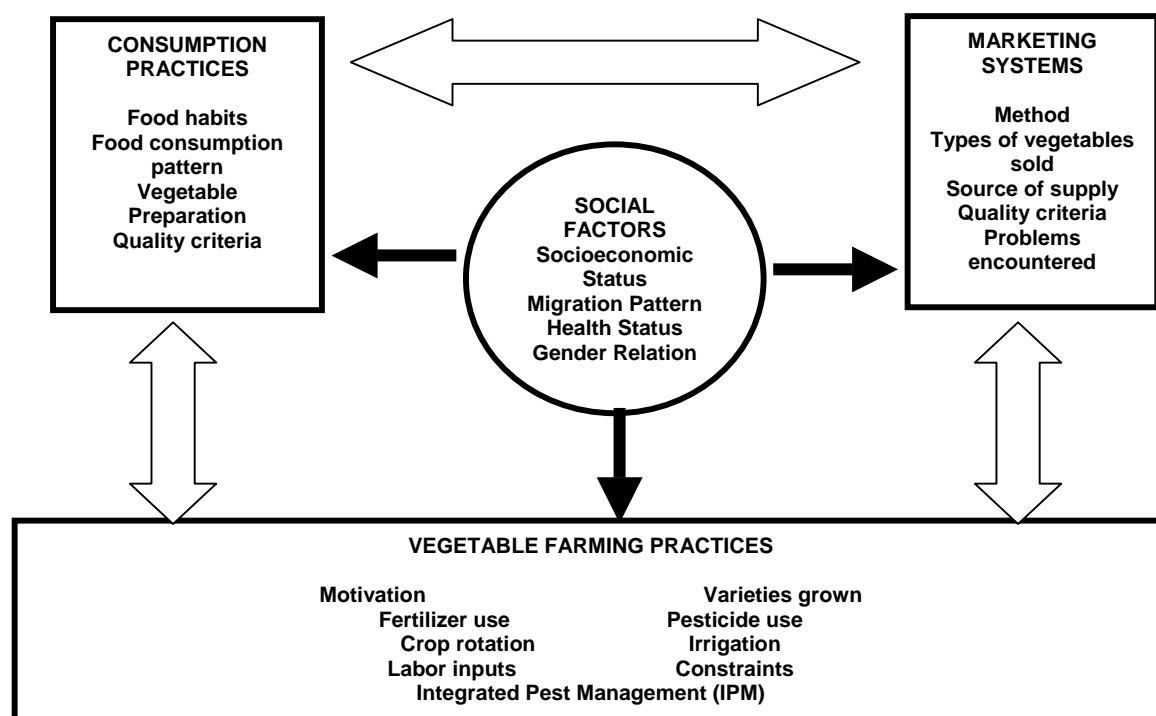 CONSUMPTION
PRACTICES
Food habits
Food consumption
pattern
Vegetable
Preparation
Quality criteria
MARKETING
SYSTEMS
Method
Types of vegetables
sold
Source of supply
Quality criteria
Problems
encountered
SOCIAL
FACTORS
Socioeconomic
Status
Migration Pattern
Health Status
Gender Relation
VEGETABLE FARMING PRACTICES
Motivation Varieties grown
Fertilizer use Pesticide use
Crop rotation Irrigation
Labor inputs Constraints
Integrated Pest Management (IPM)